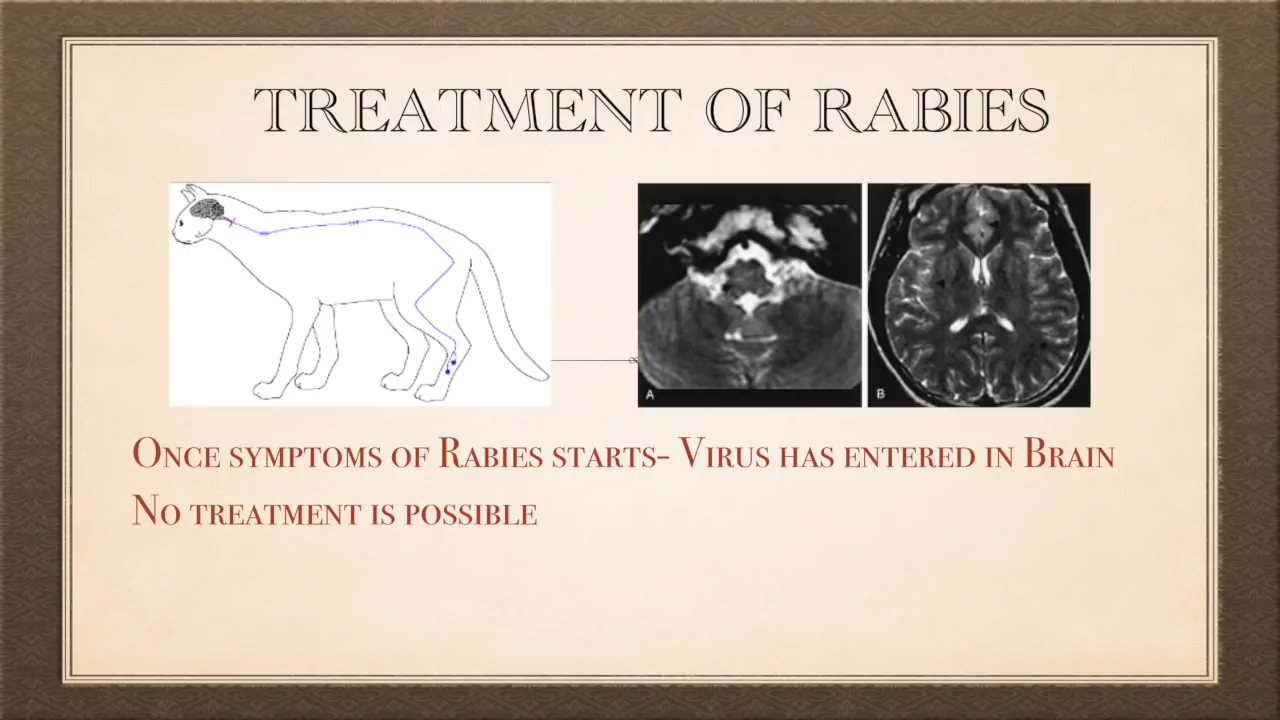 TREATMENT OF RABIES
A
B
Once symptoms of Rabies starts- Virus has entered in Brain
No treatment is possible